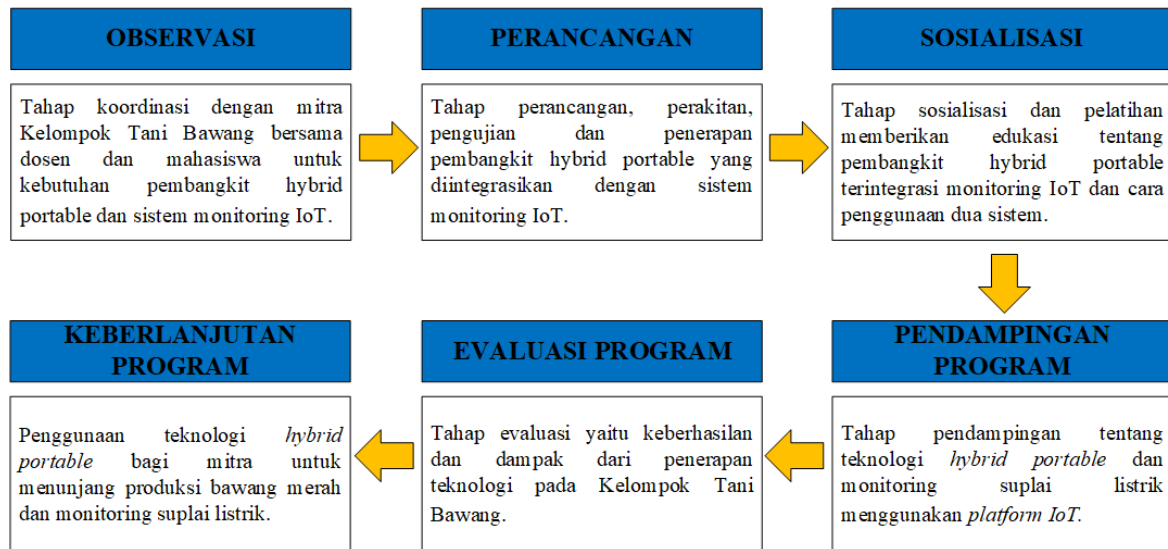 OBSERVASI
Tahap koordinasi dengan mitra
Kelompok Tani Bawang bersama
dosen dan mahasiswa untuk
kebutuhan pembangkit hybrid
portable dan sistem monitoring IoT.
PERANCANGAN
Tahap perancangan, perakitan,
pengujian dan penerapan
pembangkit hybrid portable yang
diintegrasikan dengan sistem
monitoring IoT.
SOSIALISASI
Tahap sosialisasi dan pelatihan
memberikan edukasi tentang
pembangkit hybrid portable
terintegrasi monitoring IoT dan cara
penggunaan dua sistem.
PENDAMPINGAN
PROGRAM
Tahap pendampingan tentang
teknologi hybrid portable dan
monitoring suplai listrik
menggunakan platform IoT.
EVALUASI PROGRAM
Tahap evaluasi yaitu keberhasilan
dan dampak dari penerapan
teknologi pada Kelompok Tani
Bawang.
KEBERLANJUTAN
PROGRAM
Penggunaan teknologi hybrid
portable bagi mitra untuk
menunjang produksi bawang merah
dan monitoring suplai listrik.